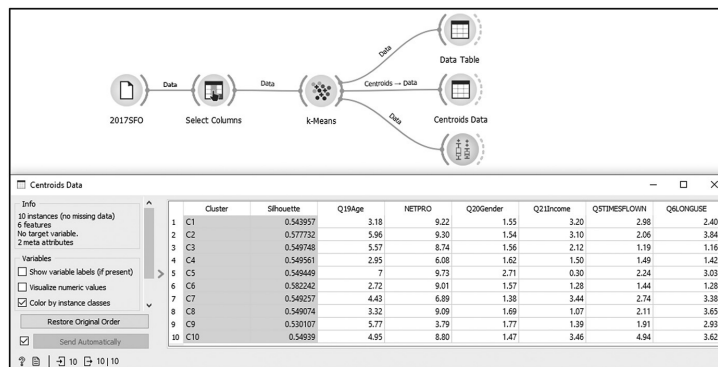 Data
Data Table
Data
Data
Centroids → Data
2017SFO
Select Columns
k-Means
Centroids Data
Data
Centroids Data
Info
10 instances (no missing data)
6 features
No target variable.
2 meta attributes
Variables
Show variable labels (if present)
Visualize numeric values
Color by instance classes
Restore Original Order
Send Automatically
10 10|10
Cluster Silhouette Q19Age NETPRO Q20Gender Q21Income Q5TIMESFLOWN Q6LONGUSE
1 C1 0.543957 3.18 9.22 1.55 3.20 2.98 2.40
2 C2 0.577732 5.96 9.30 1.54 3.10 2.06 3.84
3 C3 0.549748 5.57 8.74 1.56 2.12 1.19 1.16
4 C4 0.549561 2.95 6.08 1.62 1.50 1.49 1.42
5 C5 0.549449 7 9.73 2.71 0.30 2.24 3.03
6 C6 0.582242 2.72 9.01 1.57 1.28 1.44 1.28
7 C7 0.549257 4.43 6.89 1.38 3.44 2.74 3.38
8 C8 0.549074 3.32 9.09 1.69 1.07 2.11 3.65
9 C9 0.530107 5.77 3.79 1.77 1.39 1.91 2.93
10 C10 0.54939 4.95 8.80 1.47 3.46 4.94 3.62